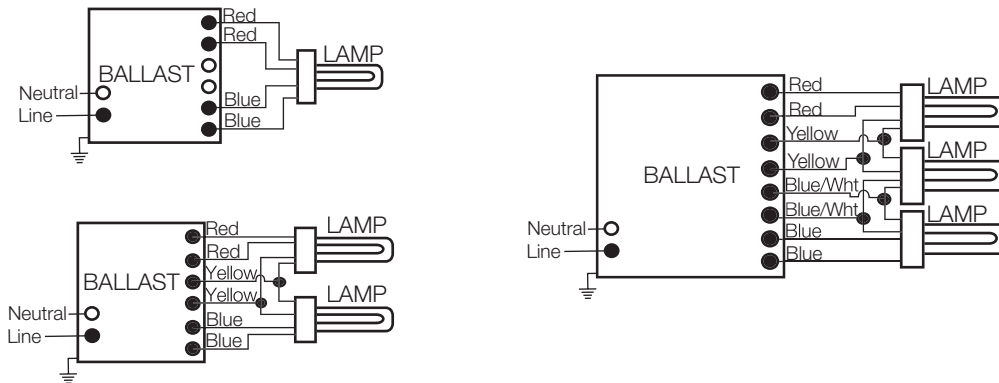 Red
Red
LAMP
BALLAST
Neutral
Line
Blue
Blue
Red
Red
LAMP
Yellow
BALLAST
Yellow
LAMP
Neutral
Line
Blue
Blue
Red
LAMP
Red
Yellow
LAMP
Yellow
BALLAST
Blue/Wht
Blue/Wht
LAMP
Neutral
Blue
Line
Blue